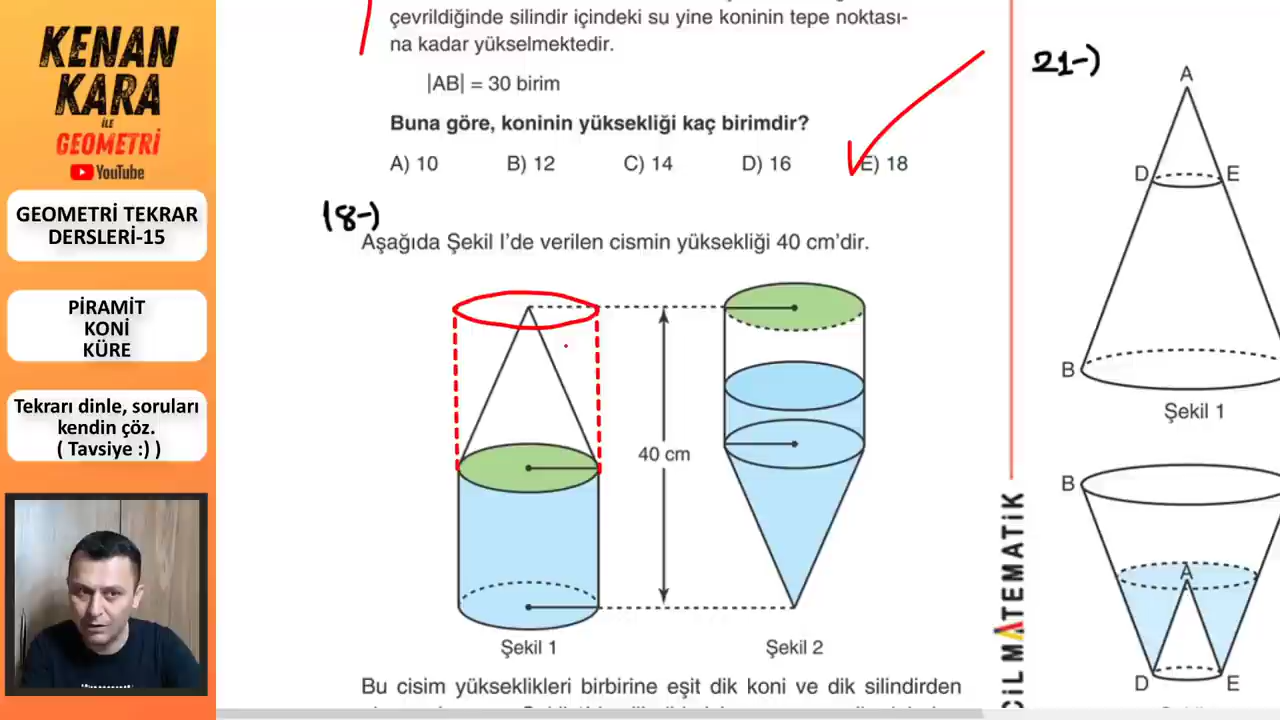 KENAN
KARA
İLE
GEOMETRİ
YouTube
GEOMETRİ TEKRAR
DERSLERİ-15
PİRAMİT
KONİ
KÜRE
Tekrarı dinle, soruları
kendin çöz.
( Tavsiye :) )
çevrildiğinde silindir içindeki su yine koninin tepe noktası-
na kadar yükselmektedir.
|AB| = 30 birim
Buna göre, koninin yüksekliği kaç birimdir?
A) 10 B) 12 C) 14 D) 16 E) 18
18-)
Aşağıda Şekil I'de verilen cismin yüksekliği 40 cm'dir.
40 cm
Şekil 1 Şekil 2
Bu cisim yükseklikleri birbirine eşit dik koni ve dik silindirden
CİL MATEMATİK
21-)
A
D E
B
Şekil 1
B
A
D E